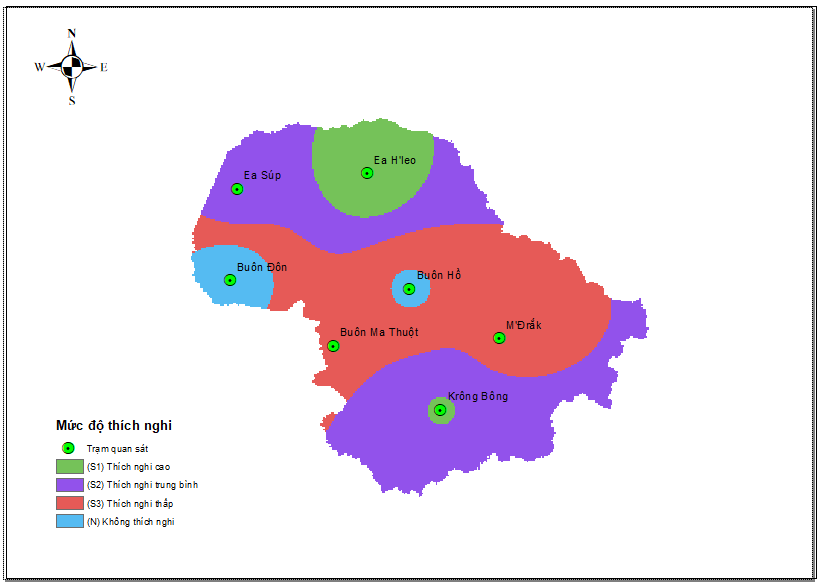 N
W E
S
Ea H'leo
Ea Súp
Buôn Đôn
Buôn Hồ
M'Đrắk
Buôn Ma Thuột
Krông Bông
Mức độ thích nghi
Trạm quan sát
(S1) Thích nghi cao
(S2) Thích nghi trung bình
(S3) Thích nghi thấp
(N) Không thích nghi